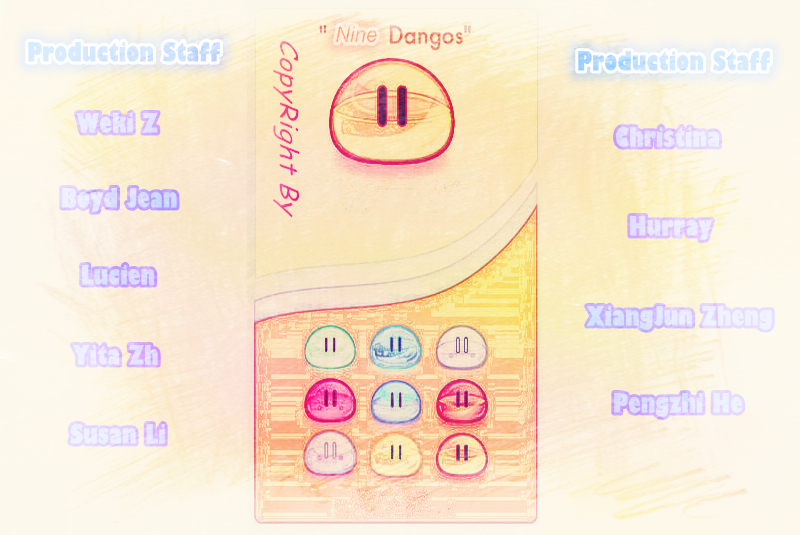 Production Staff
Weki Z
Boyd Jean
Lucien
Yita Zh
Susan Li
" Nine Dangos"
CopyRight By
Production Staff
Christina
Hurray
XiangJun Zheng
Pengzhi He